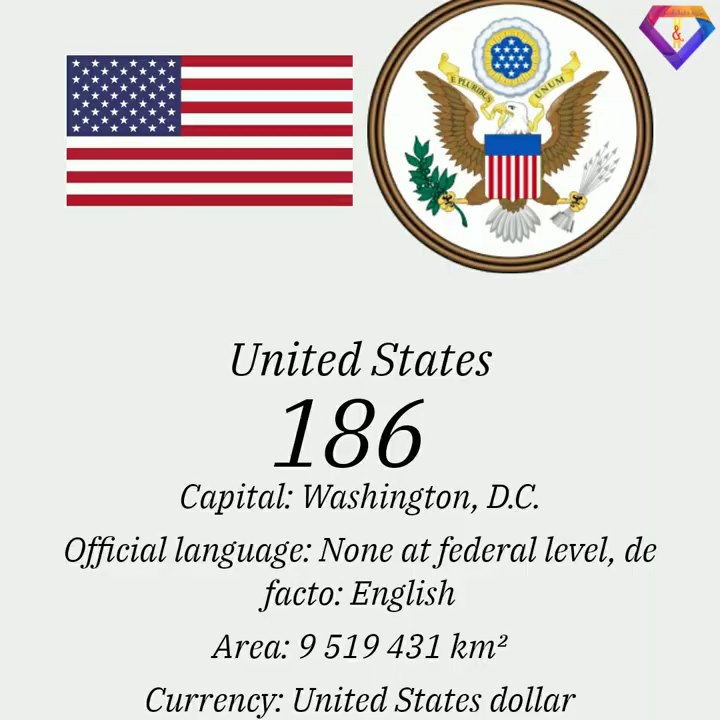 E PLURIBUS UNUM
&
United States
186
Capital: Washington, D.C.
Official language: None at federal level, de
facto: English
Area: 9 519 431 km²
Currency: United States dollar